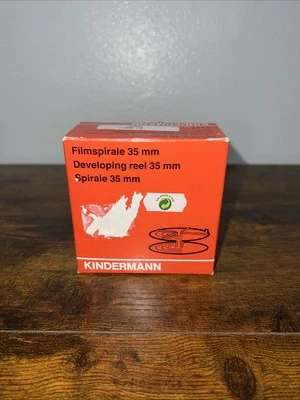 Filmspirale 35 mm
Developing reel 35 mm
Spirale 35 mm
KINDERMANN